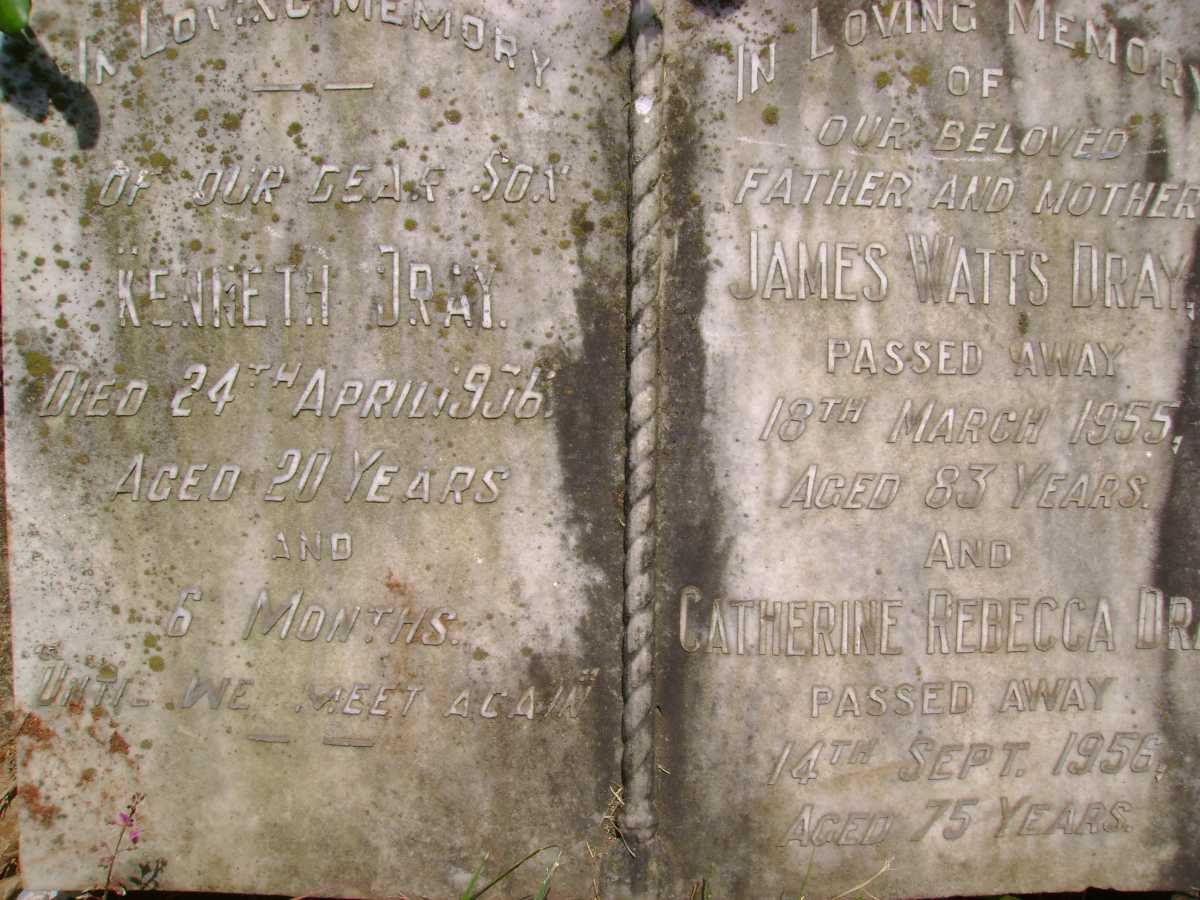 In Loving Memory
Of Our Dear Son
Kenneth Dray.
Died 24th April 1936.
Aged 20 Years
and
6 Months.
"Until we meet again"
In Loving Memory
of
our beloved
Father and Mother
James Watts Dray,
passed away
18th March 1955,
Aged 83 Years.
And
Catherine Rebecca Dra
passed away
14th Sept. 1956,
Aged 75 Years.